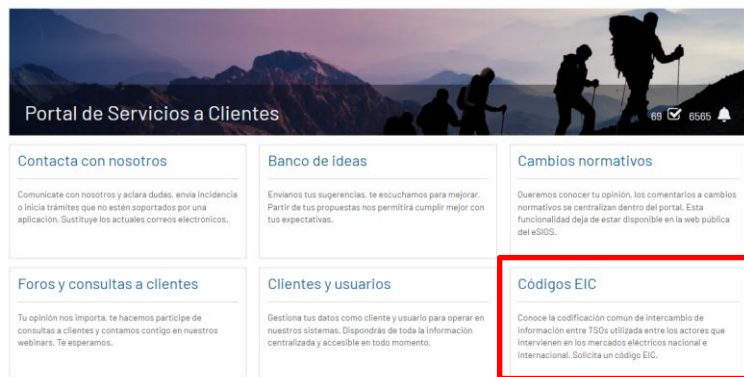 Portal de Servicios a Clientes
69 6565
Contacta con nosotros
Comunícate con nosotros y aclara dudas, envía incidencia
o inicia trámites que no estén soportados por una
aplicación. Sustituye los actuales correos electrónicos.
Banco de ideas
Envíanos tus sugerencias, te escuchamos para mejorar.
Partir de tus propuestas nos permitirá cumplir mejor con
tus expectativas.
Cambios normativos
Queremos conocer tu opinión, los comentarios a cambios
normativos se centralizan dentro del portal. Esta
funcionalidad deja de estar disponible en la web pública
del eSIOS.
Foros y consultas a clientes
Tu opinión nos importa, te hacemos partícipe de
consultas a clientes y contamos contigo en nuestros
webinars. Te esperamos.
Clientes y usuarios
Gestiona tus datos como cliente y usuario para operar en
nuestros sistemas. Dispondrás de toda la información
centralizada y accesible en todo momento.
Códigos EIC
Conoce la codificación común de intercambio de
información entre TSOs utilizada entre los actores que
intervienen en los mercados eléctricos nacional e
internacional. Solicita un código EIC.